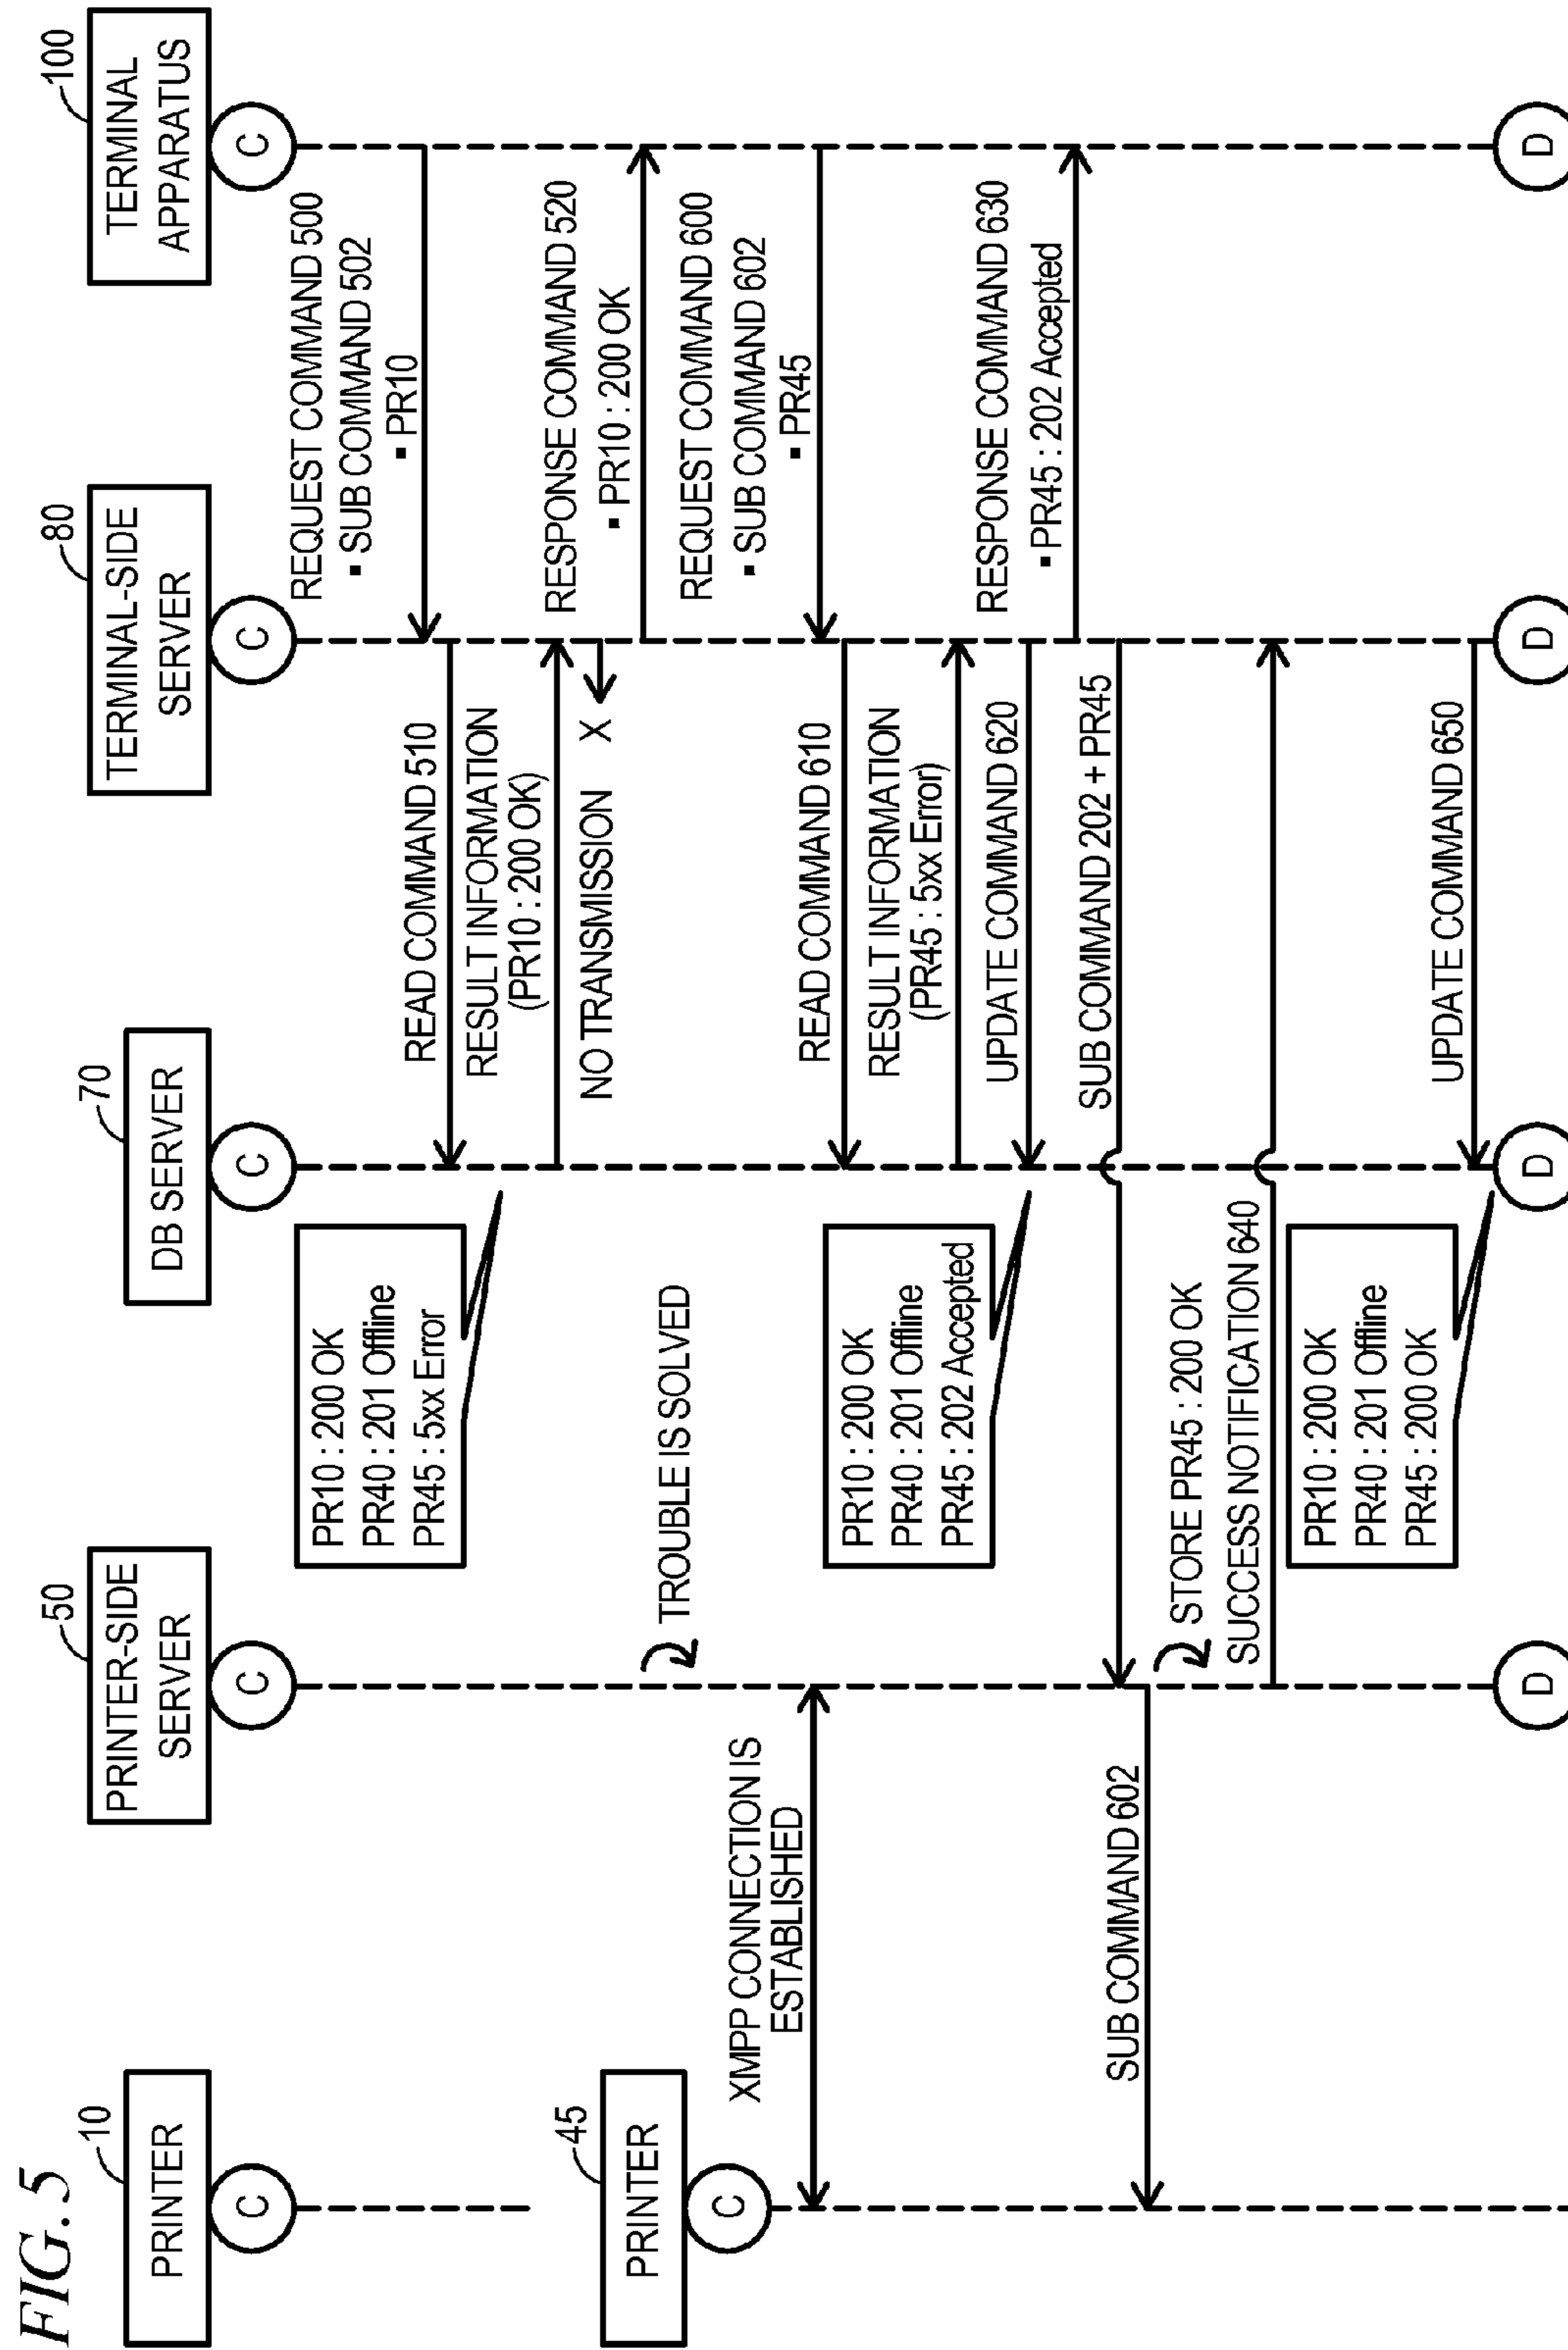 FIG. 5
10
PRINTER
C
50
PRINTER-SIDE
SERVER
C
70
DB SERVER
C
80
TERMINAL-SIDE
SERVER
C
100
TERMINAL
APPARATUS
C
REQUEST COMMAND 500
▪ SUB COMMAND 502
▪ PR10
READ COMMAND 510
PR10 : 200 OK
PR40 : 201 Offline
PR45 : 5xx Error
RESULT INFORMATION
(PR10 : 200 OK)
NO TRANSMISSION X
RESPONSE COMMAND 520
▪ PR10 : 200 OK
TROUBLE IS SOLVED
45
PRINTER
C
XMPP CONNECTION IS
ESTABLISHED
REQUEST COMMAND 600
▪ SUB COMMAND 602
▪ PR45
READ COMMAND 610
RESULT INFORMATION
(PR45 : 5xx Error)
UPDATE COMMAND 620
PR10 : 200 OK
PR40 : 201 Offline
PR45 : 202 Accepted
RESPONSE COMMAND 630
▪ PR45 : 202 Accepted
SUB COMMAND 202 + PR45
SUB COMMAND 602
STORE PR45 : 200 OK
SUCCESS NOTIFICATION 640
UPDATE COMMAND 650
PR10 : 200 OK
PR40 : 201 Offline
PR45 : 200 OK
D
D
D
D